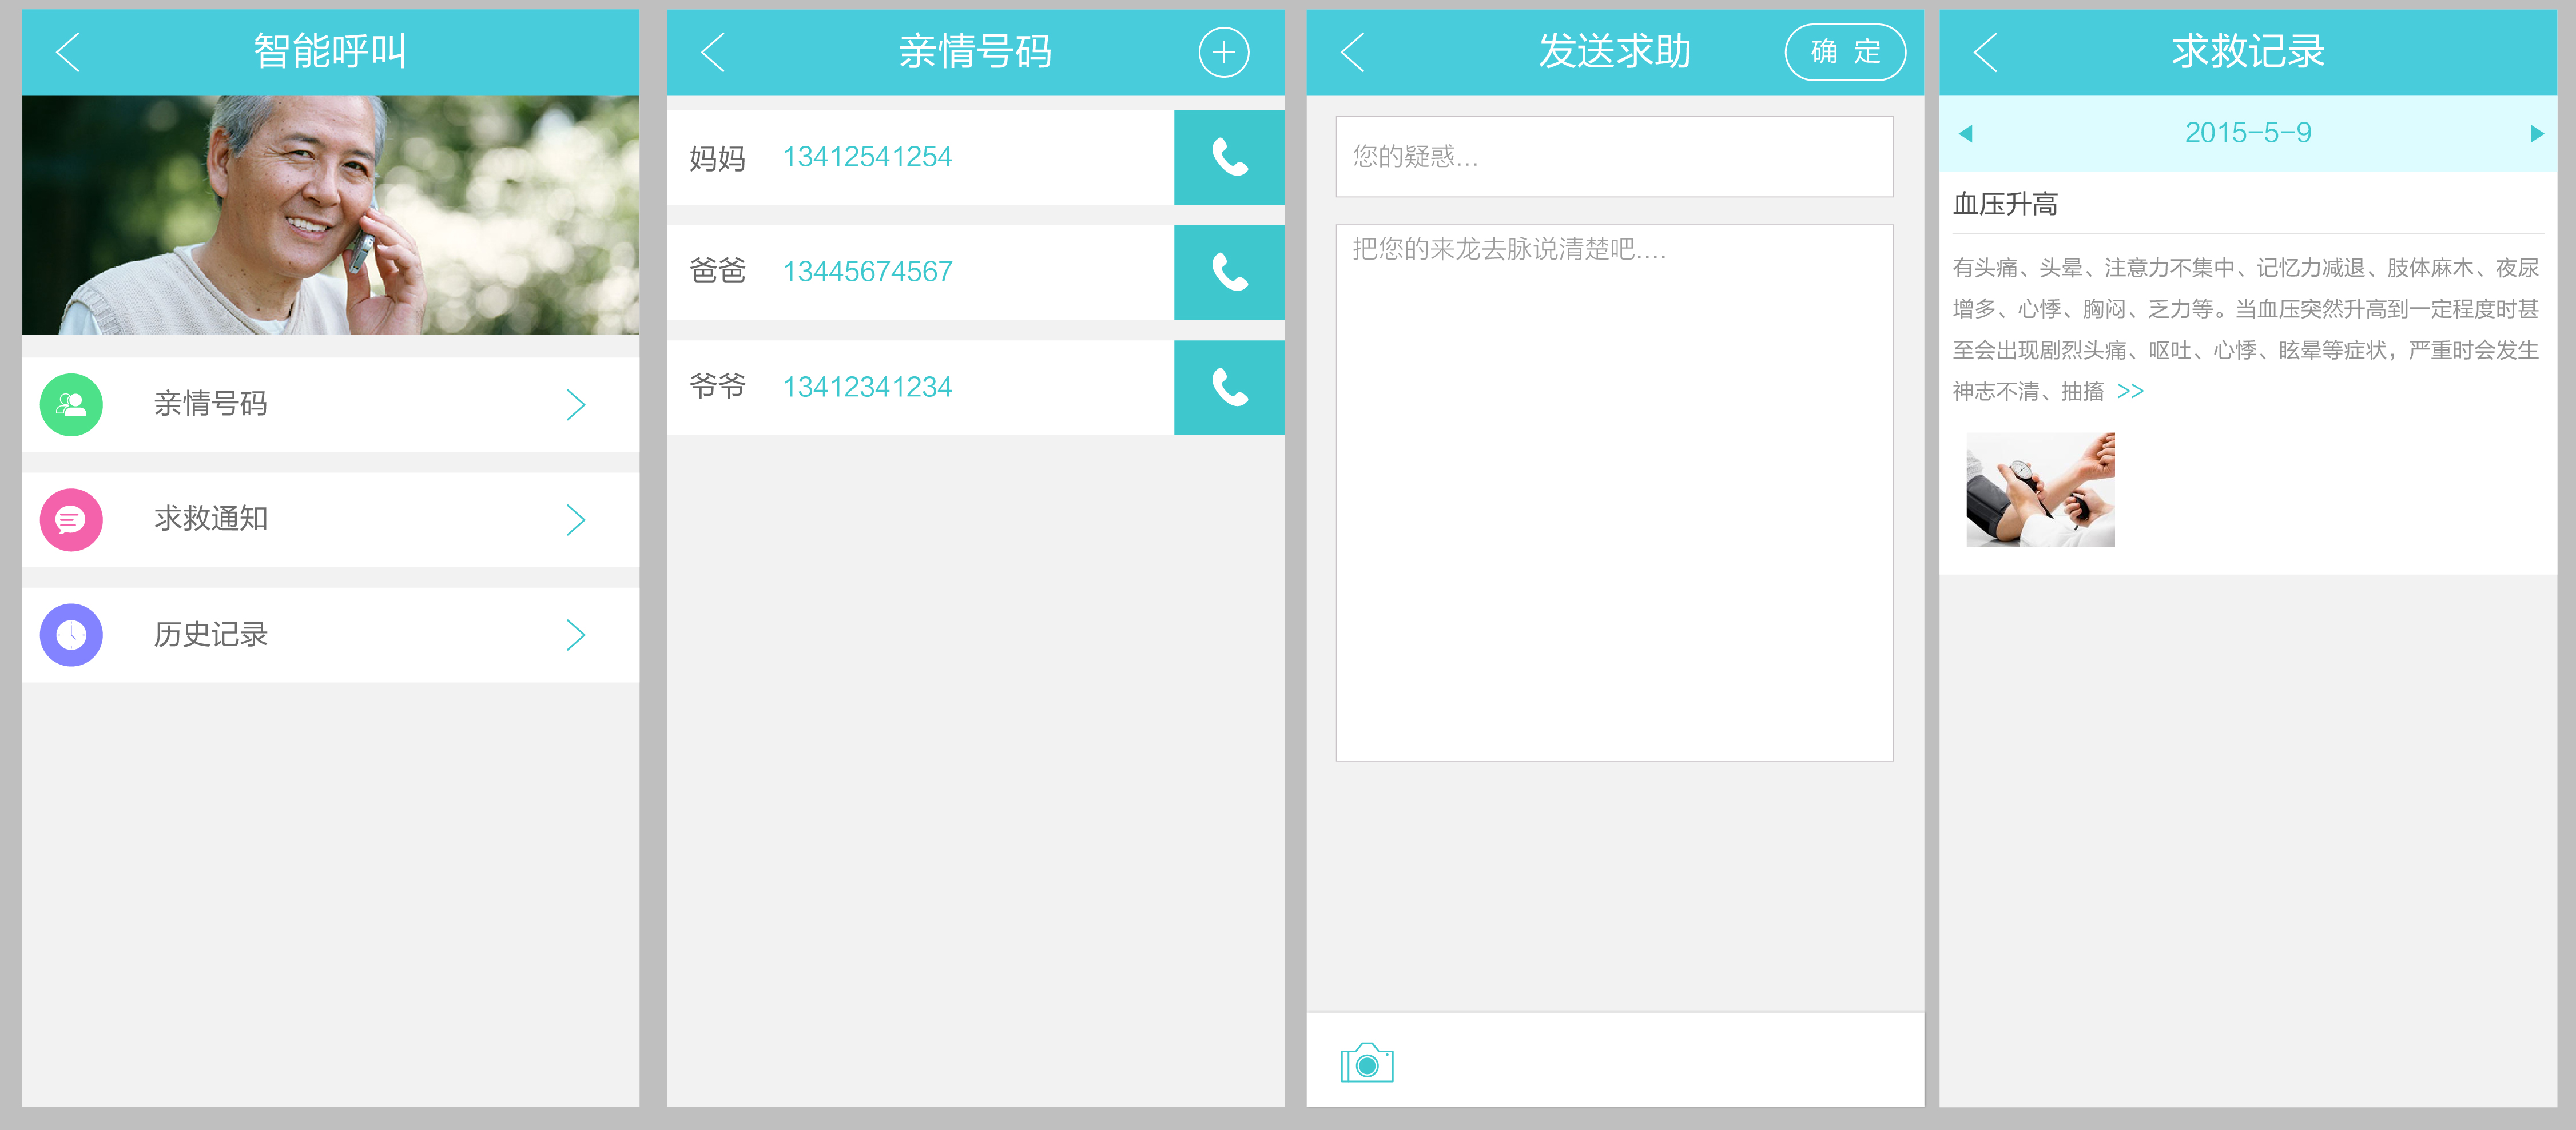 智能呼叫
亲情号码
求救通知
历史记录
亲情号码
妈妈 13412541254
爸爸 13445674567
爷爷 13412341234
发送求助 确 定
您的疑惑...
把您的来龙去脉说清楚吧....
求救记录
2015-5-9
血压升高
有头痛、头晕、注意力不集中、记忆力减退、肢体麻木、夜尿
增多、心悸、胸闷、乏力等。当血压突然升高到一定程度时甚
至会出现剧烈头痛、呕吐、心悸、眩晕等症状，严重时会发生
神志不清、抽搐 >>